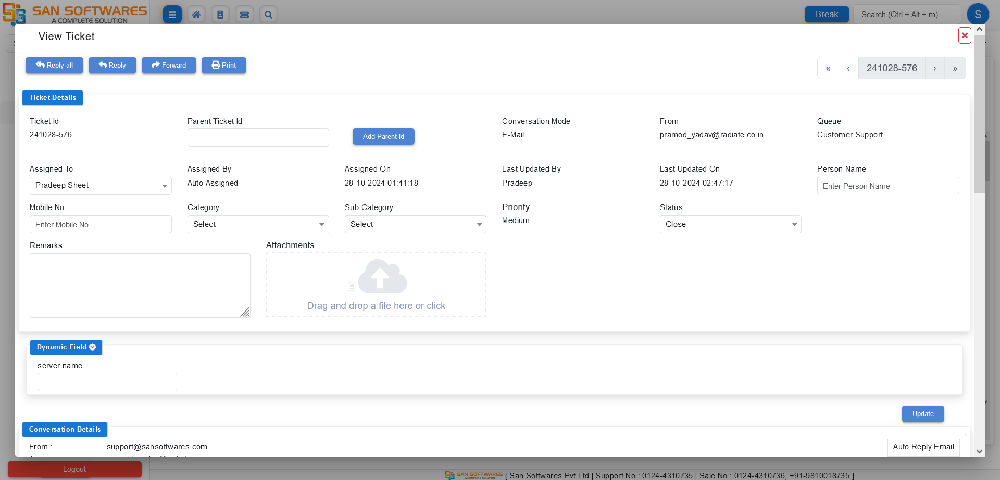 SAN SOFTWARES
A COMPLETE SOLUTION
Break
Search (Ctrl + Alt + m)
S
View Ticket
Reply all
Reply
Forward
Print
«
‹
241028-576
›
»
Ticket Details
Ticket Id
241028-576
Parent Ticket Id
Add Parent Id
Conversation Mode
E-Mail
From
pramod_yadav@radiate.co.in
Queue
Customer Support
Assigned To
Pradeep Sheet
Assigned By
Auto Assigned
Assigned On
28-10-2024 01:41:18
Last Updated By
Pradeep
Last Updated On
28-10-2024 02:47:17
Person Name
Enter Person Name
Mobile No
Enter Mobile No
Category
Select
Sub Category
Select
Priority
Medium
Status
Close
Remarks
Attachments
Drag and drop a file here or click
Dynamic Field
server name
Update
Conversation Details
From :
support@sansoftwares.com
Auto Reply Email
Logout
SAN SOFTWARES
A COMPLETE SOLUTION
[ San Softwares Pvt Ltd | Support No : 0124-4310735 | Sale No : 0124-4310736, +91-9810018735 ]